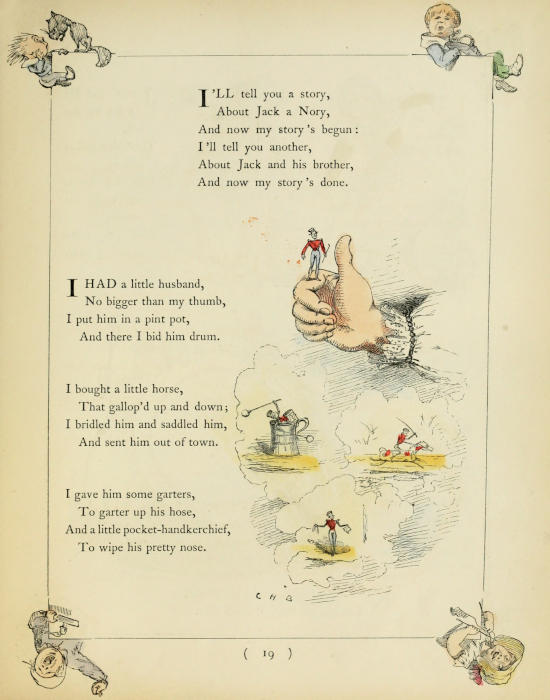 I'LL tell you a story,
About Jack a Nory,
And now my story's begun:
I'll tell you another,
About Jack and his brother,
And now my story's done.
I HAD a little husband,
No bigger than my thumb,
I put him in a pint pot,
And there I bid him drum.
I bought a little horse,
That gallop'd up and down;
I bridled him and saddled him,
And sent him out of town.
I gave him some garters,
To garter up his hose,
And a little pocket-handkerchief,
To wipe his pretty nose.
C H B
( 19 )